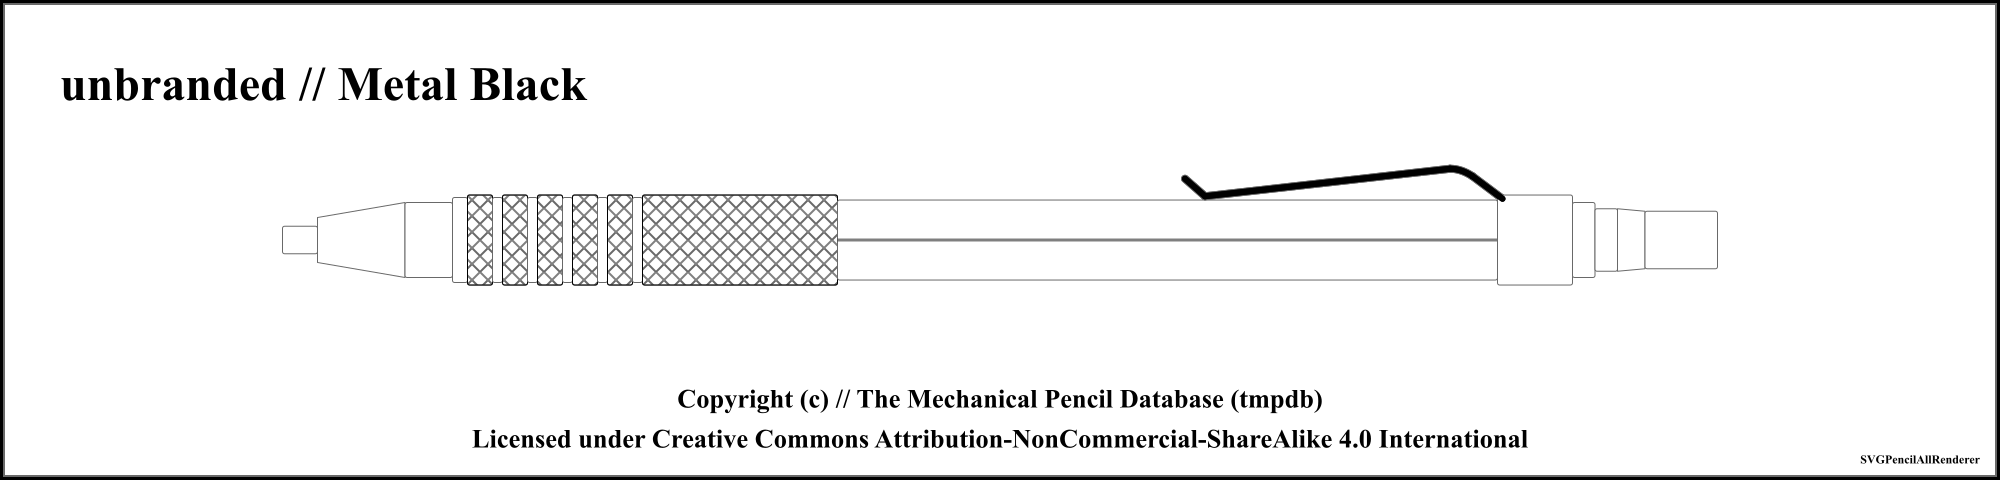 unbranded // Metal Black
Copyright (c) // The Mechanical Pencil Database (tmpdb)
Licensed under Creative Commons Attribution-NonCommercial-ShareAlike 4.0 International
SVGPencilAllRenderer